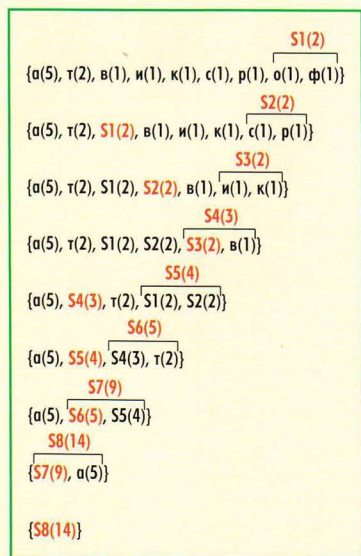 S1(2)
{а(5), т(2), в(1), и(1), к(1), с(1), р(1), о(1), ф(1)}
S2(2)
{а(5), т(2), S1(2), в(1), и(1), к(1), с(1), р(1)}
S3(2)
{а(5), т(2), S1(2), S2(2), в(1), и(1), к(1)}
S4(3)
{а(5), т(2), S1(2), S2(2), S3(2), в(1)}
S5(4)
{а(5), S4(3), т(2), S1(2), S2(2)}
S6(5)
{а(5), S5(4), S4(3), т(2)}
S7(9)
{а(5), S6(5), S5(4)}
S8(14)
{S7(9), а(5)}
{S8(14)}